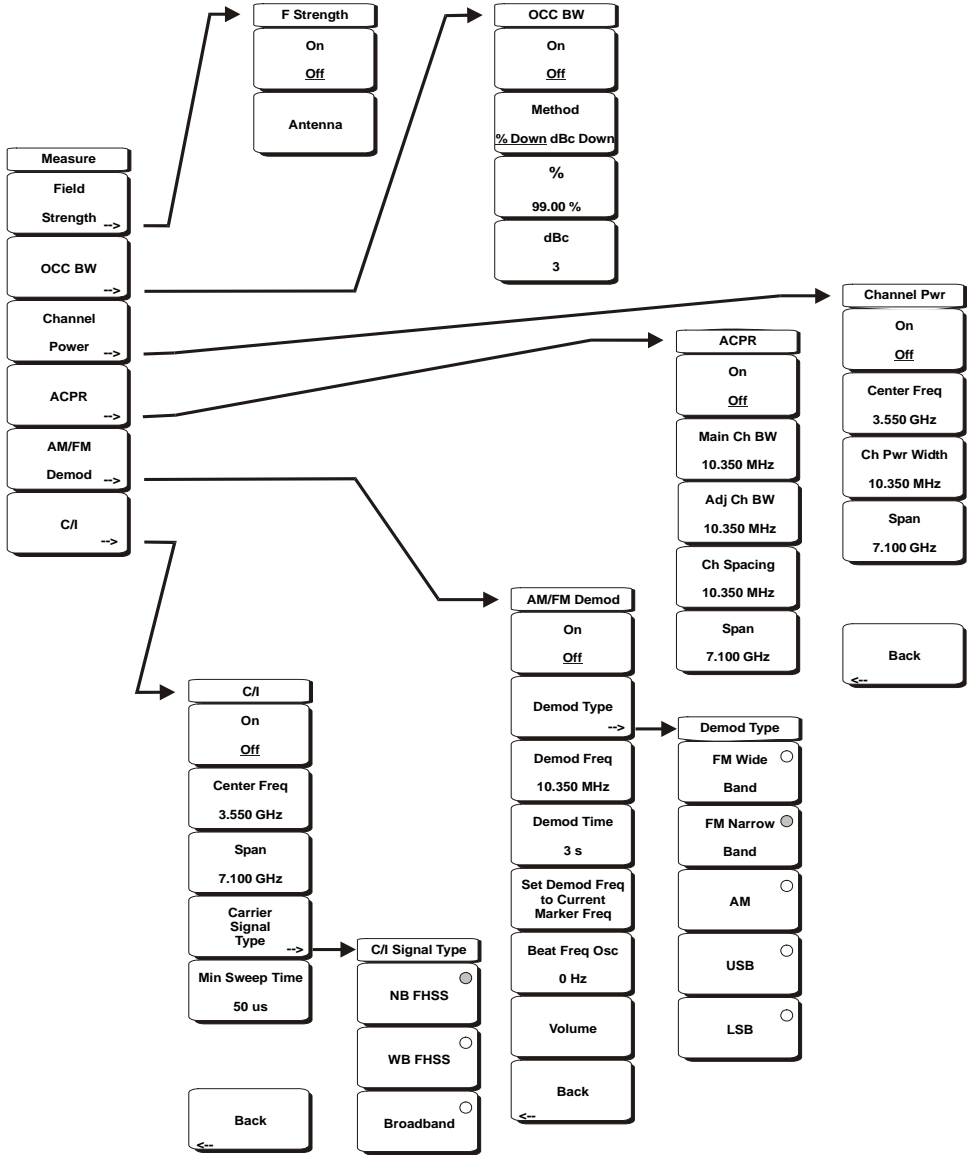 Measure
Field
Strength -->
OCC BW
-->
Channel
Power -->
ACPR
-->
AM/FM
Demod -->
C/I
-->
F Strength
On
Off
Antenna
OCC BW
On
Off
Method
% Down dBc Down
%
99.00 %
dBc
3
Channel Pwr
On
Off
Center Freq
3.550 GHz
Ch Pwr Width
10.350 MHz
Span
7.100 GHz
Back
<--
ACPR
On
Off
Main Ch BW
10.350 MHz
Adj Ch BW
10.350 MHz
Ch Spacing
10.350 MHz
Span
7.100 GHz
AM/FM Demod
On
Off
Demod Type
-->
Demod Freq
10.350 MHz
Demod Time
3 s
Set Demod Freq
to Current
Marker Freq
Beat Freq Osc
0 Hz
Volume
Back
<--
Demod Type
FM Wide
Band
FM Narrow
Band
AM
USB
LSB
C/I
On
Off
Center Freq
3.550 GHz
Span
7.100 GHz
Carrier
Signal
Type -->
Min Sweep Time
50 us
Back
<--
C/I Signal Type
NB FHSS
WB FHSS
Broadband